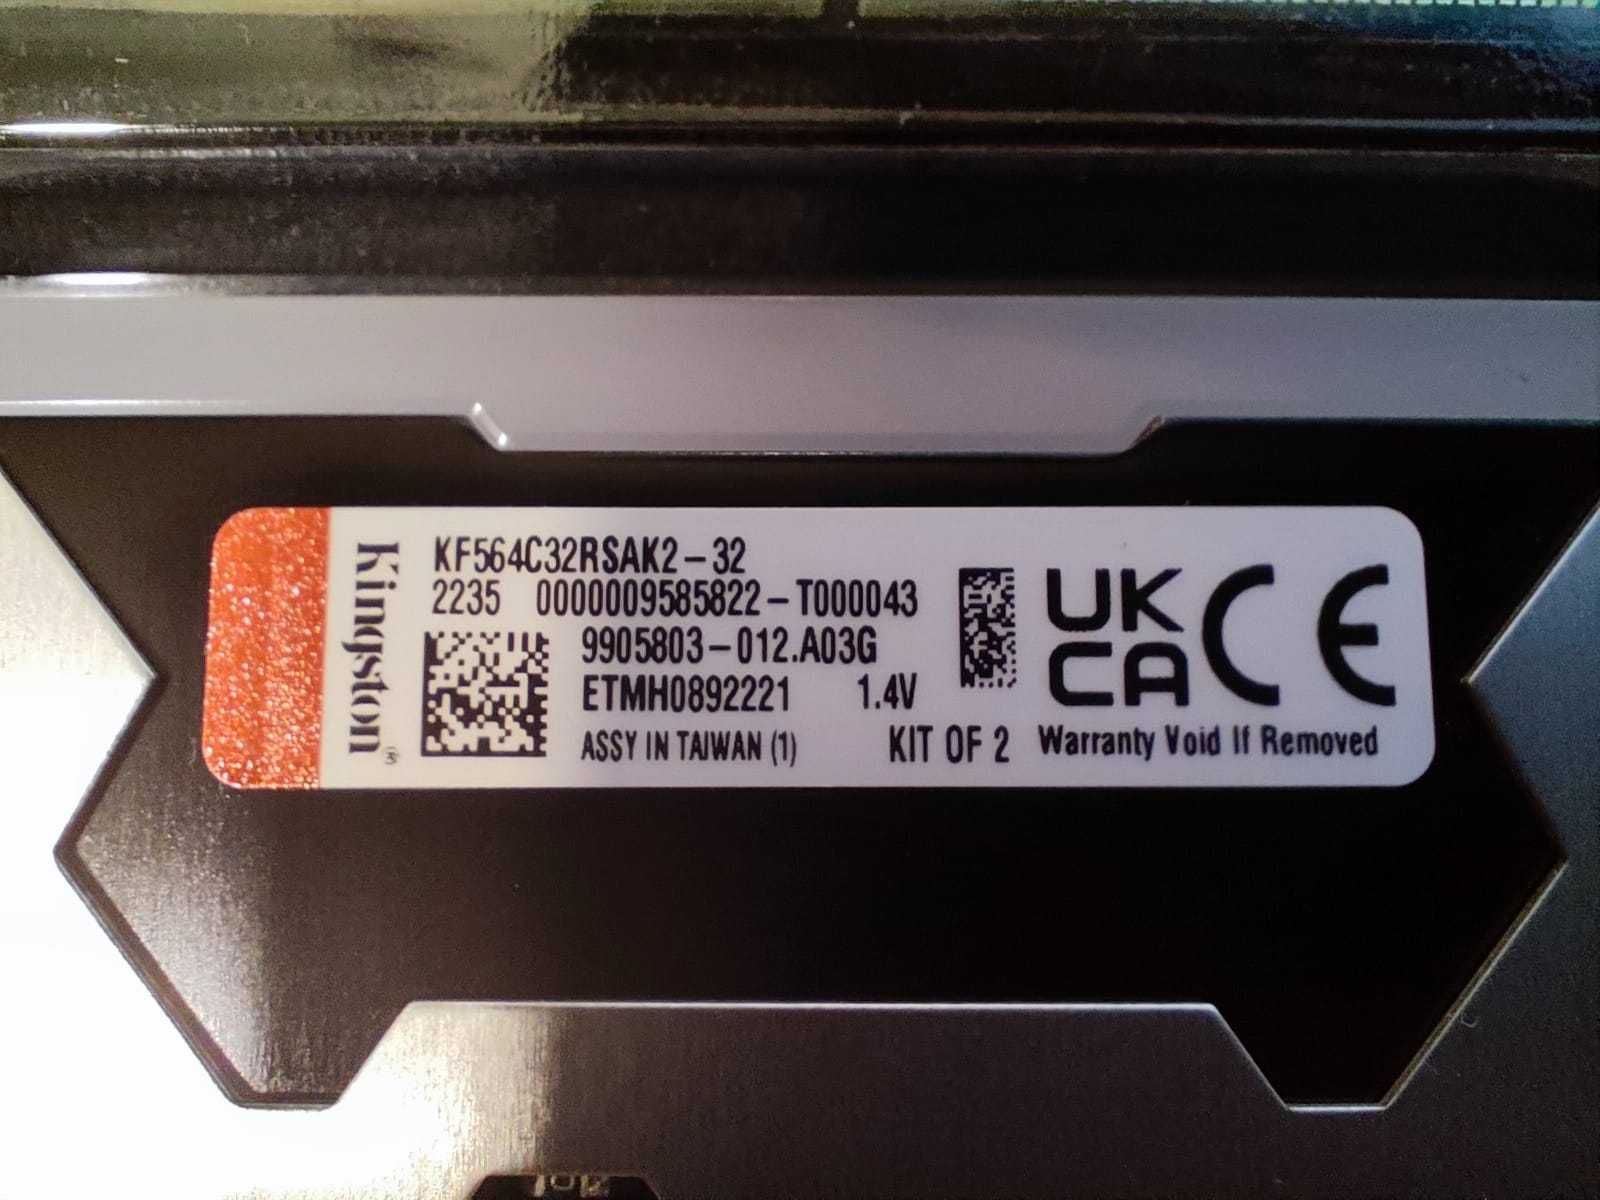 Kingston®
KF564C32RSAK2-32
2235 0000009585822-T000043
9905803-012.A03G
ETMH0892221 1.4V
ASSY IN TAIWAN (1) KIT OF 2
UK
CA
CE
Warranty Void If Removed